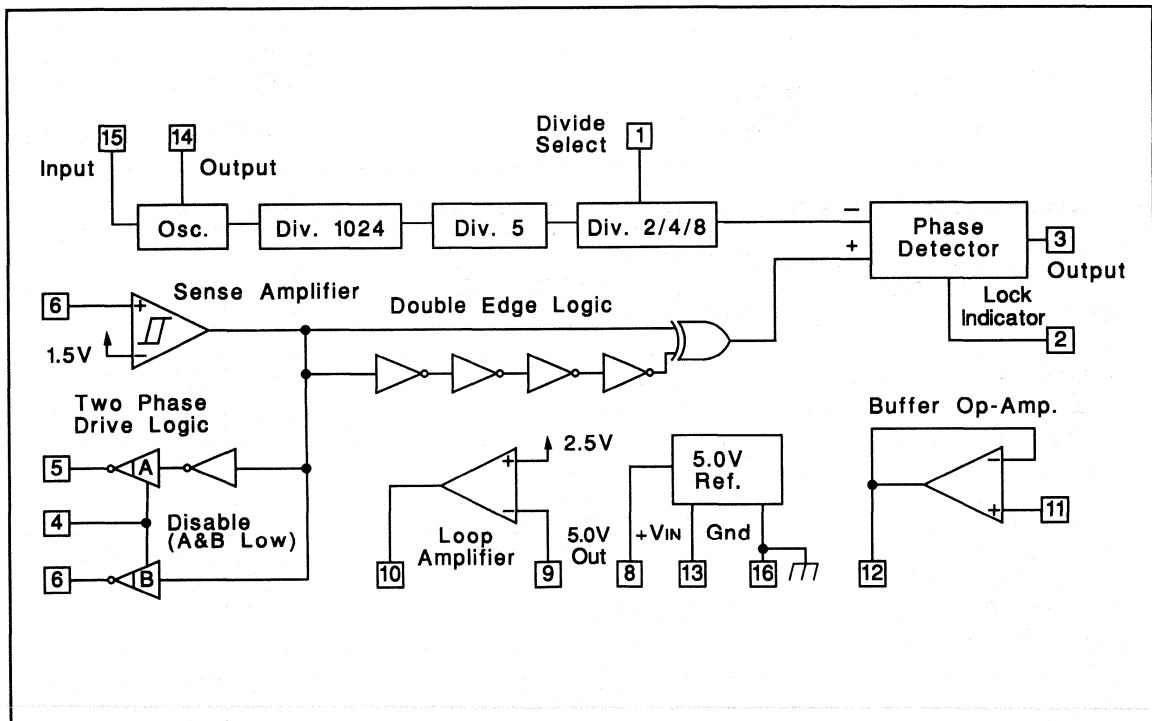 15
14
Input
Output
Divide
Select
1
Osc.
Div. 1024
Div. 5
Div. 2/4/8
−
+
Phase
Detector
3
Output
Lock
Indicator
2
6
Sense Amplifier
+
−
1.5V
Double Edge Logic
Two Phase
Drive Logic
5
A
4
Disable
(A&B Low)
6
B
+
2.5V
−
Loop
Amplifier
10
9
5.0V
Ref.
5.0V
Out
+VIN
Gnd
8
13
16
Buffer Op-Amp.
−
+
11
12